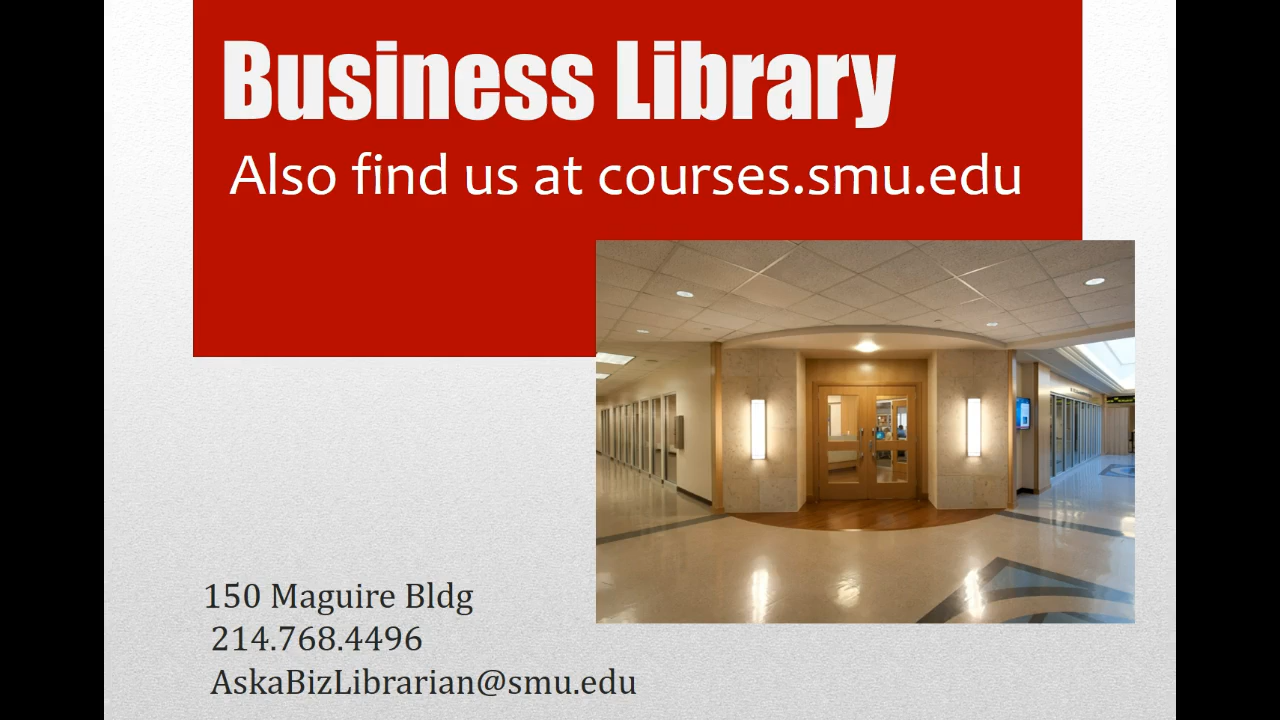 Business Library
Also find us at courses.smu.edu
150 Maguire Bldg
214.768.4496
AskaBizLibrarian@smu.edu